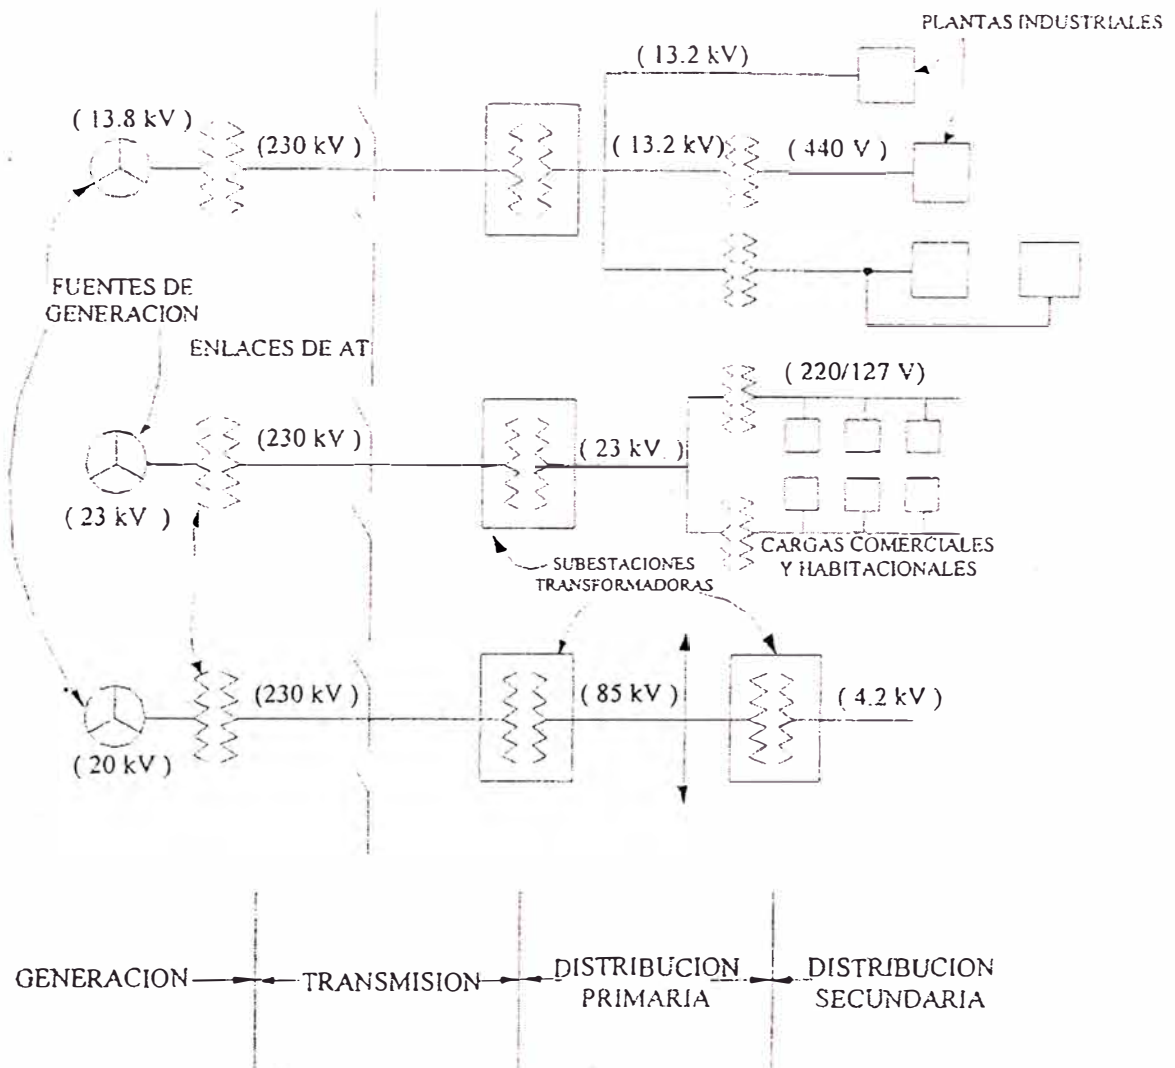 PLANTAS INDUSTRIALES
( 13.2 kV)
( 13.8 kV )
(230 kV )
(13.2 kV)
( 440 V )
FUENTES DE
GENERACION
ENLACES DE AT
( 220/127 V)
(230 kV )
( 23 kV )
( 23 kV )
CARGAS COMERCIALES
Y HABITACIONALES
SUBESTACIONES
TRANSFORMADORAS
(230 kV )
( 85 kV )
( 4.2 kV )
( 20 kV )
GENERACION
TRANSMISION
DISTRIBUCION
PRIMARIA
DISTRIBUCION
SECUNDARIA